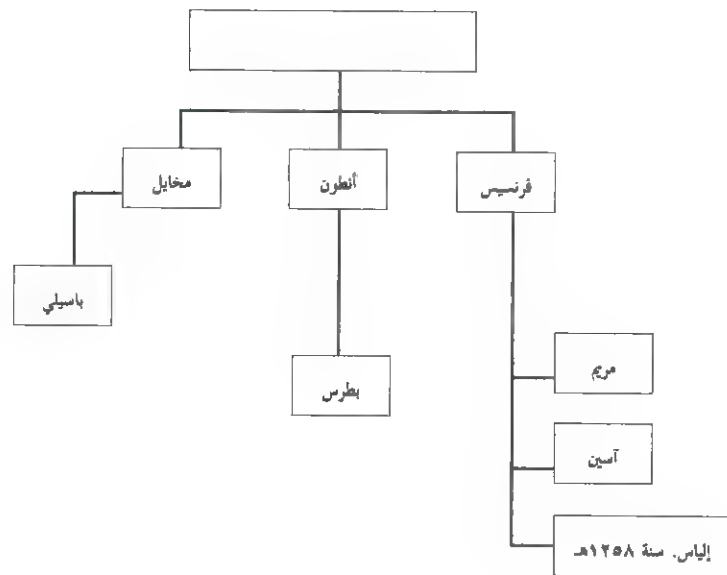 فرنسيس
أنطون
مخايل
باسيلي
مريم
بطرس
آسين
إلياس. سنة ١٢٥٨هـ